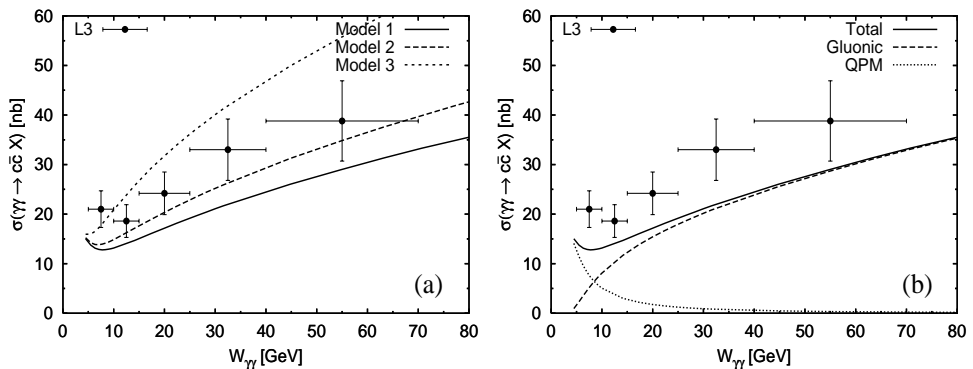 σ(γγ → cc̄ X) [nb]
60
50
40
30
20
10
0
L3
Model 1
Model 2
Model 3
(a)
0 10 20 30 40 50 60 70 80
Wγγ [GeV]
σ(γγ → cc̄ X) [nb]
60
50
40
30
20
10
0
L3
Total
Gluonic
QPM
(b)
0 10 20 30 40 50 60 70 80
Wγγ [GeV]